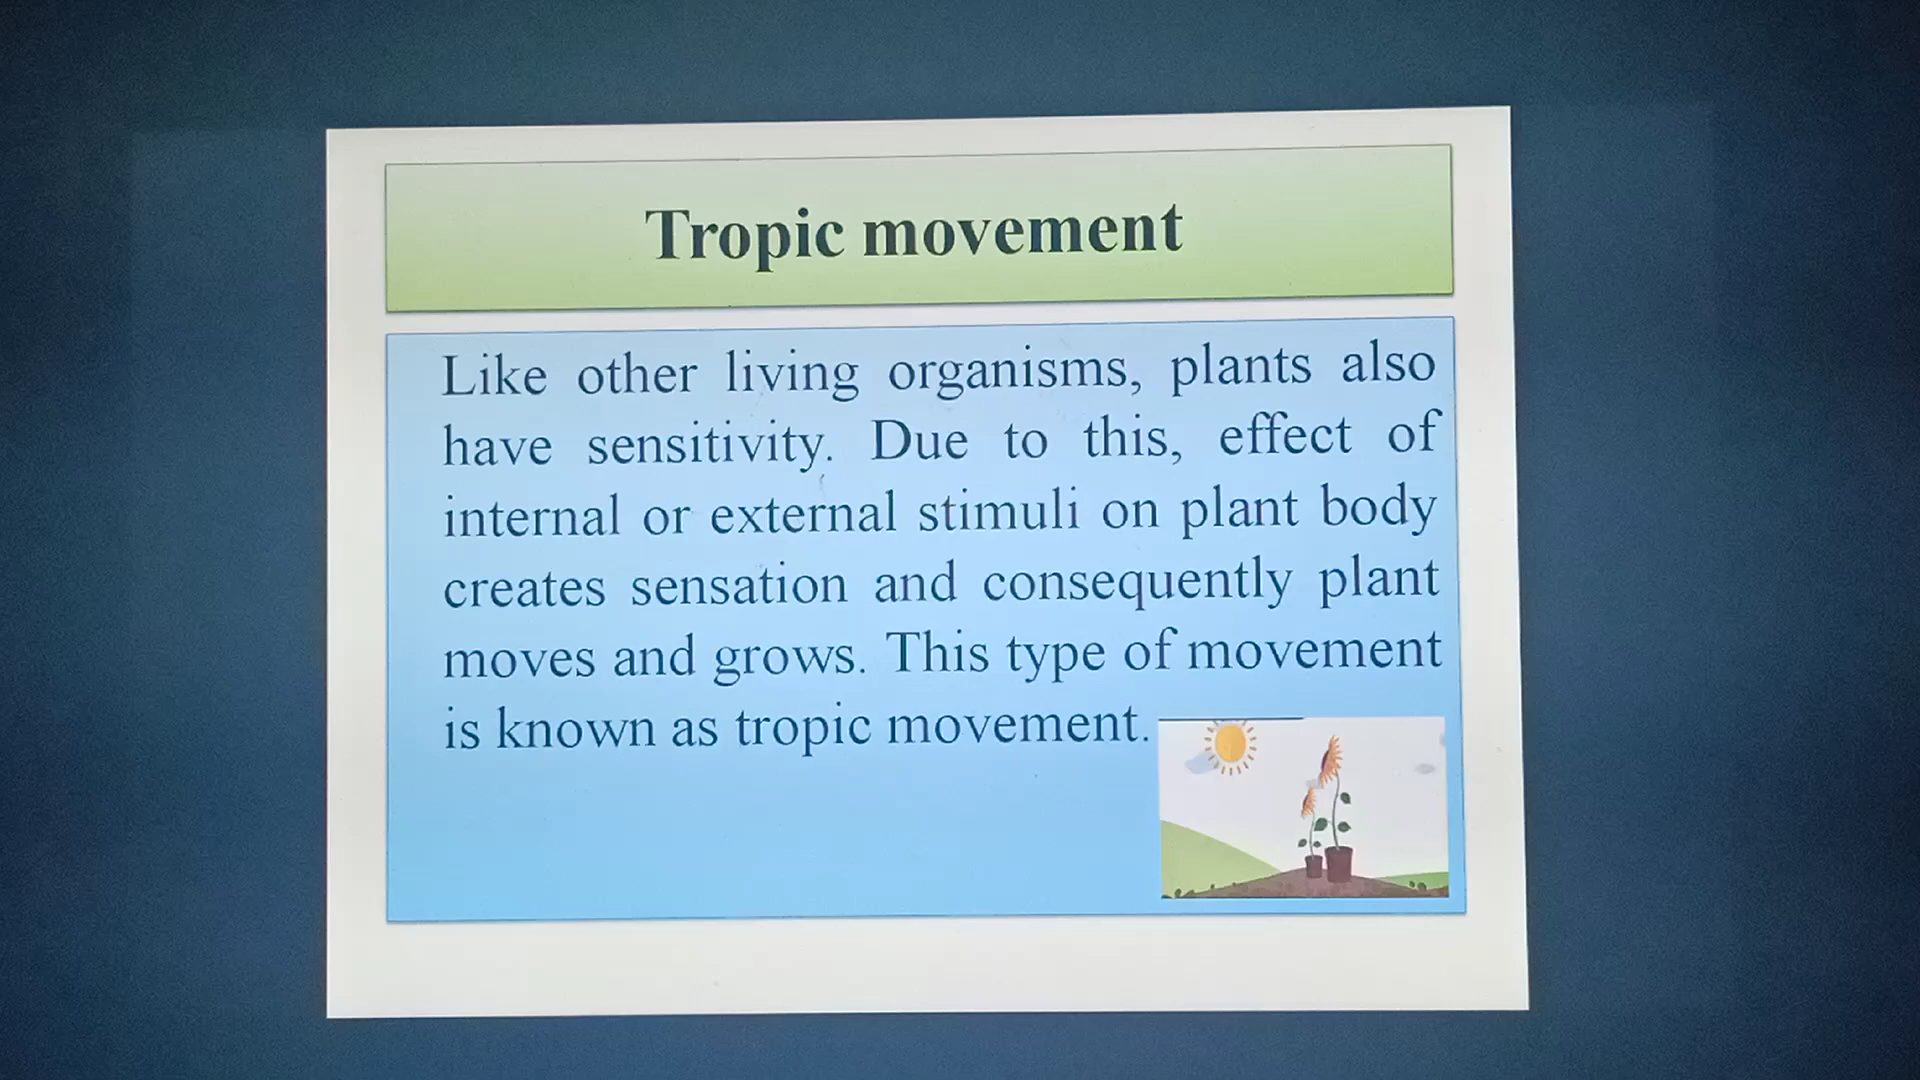 Tropic movement
Like other living organisms, plants also
have sensitivity. Due to this, effect of
internal or external stimuli on plant body
creates sensation and consequently plant
moves and grows. This type of movement
is known as tropic movement.